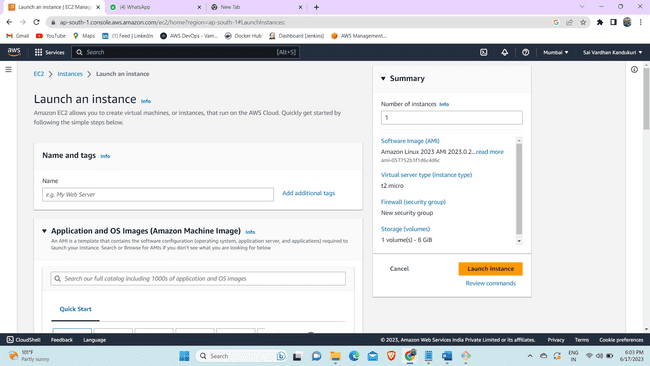 Launch an instance | EC2 Manag
(4) WhatsApp
New Tab
ap-south-1.console.aws.amazon.com/ec2/home?region=ap-south-1#LaunchInstances:
Gmail YouTube Maps (1) Feed | LinkedIn AWS DevOps - Vam... Docker Hub Dashboard [Jenkins] AWS Management...
aws Services Search [Alt+S] Mumbai Sai Vardhan Kandukuri
EC2 Instances Launch an instance
Launch an instance Info
Amazon EC2 allows you to create virtual machines, or instances, that run on the AWS Cloud. Quickly get started by
following the simple steps below.
Name and tags Info
Name
e.g. My Web Server
Add additional tags
Application and OS Images (Amazon Machine Image) Info
An AMI is a template that contains the software configuration (operating system, application server, and applications) required to
launch your instance. Search or Browse for AMIs if you don't see what you are looking for below
Search our full catalog including 1000s of application and OS images
Quick Start
Summary
Number of instances Info
1
Software Image (AMI)
Amazon Linux 2023 AMI 2023.0.2...read more
Virtual server type (instance type)
t2.micro
Firewall (security group)
New security group
Storage (volumes)
1 volume(s) - 8 GiB
Cancel
Launch instance
Review commands
CloudShell Feedback Language © 2023, Amazon Web Services India Private Limited or its affiliates. Privacy Terms Cookie preferences
101°F
Partly sunny
Search
ENG
IN
6:03 PM
6/17/2023